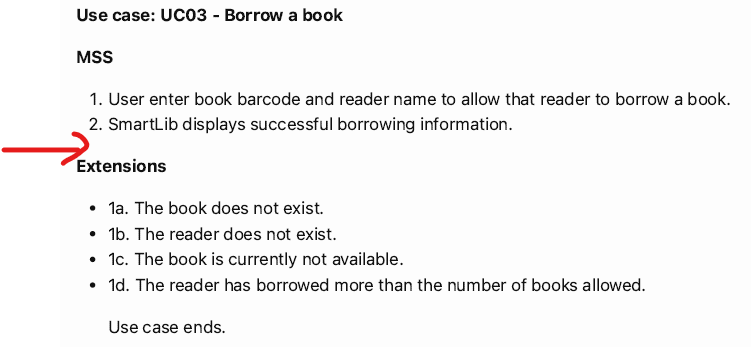 Use case: UC03 - Borrow a book
MSS
1. User enter book barcode and reader name to allow that reader to borrow a book.
2. SmartLib displays successful borrowing information.
Extensions
• 1a. The book does not exist.
• 1b. The reader does not exist.
• 1c. The book is currently not available.
• 1d. The reader has borrowed more than the number of books allowed.
Use case ends.